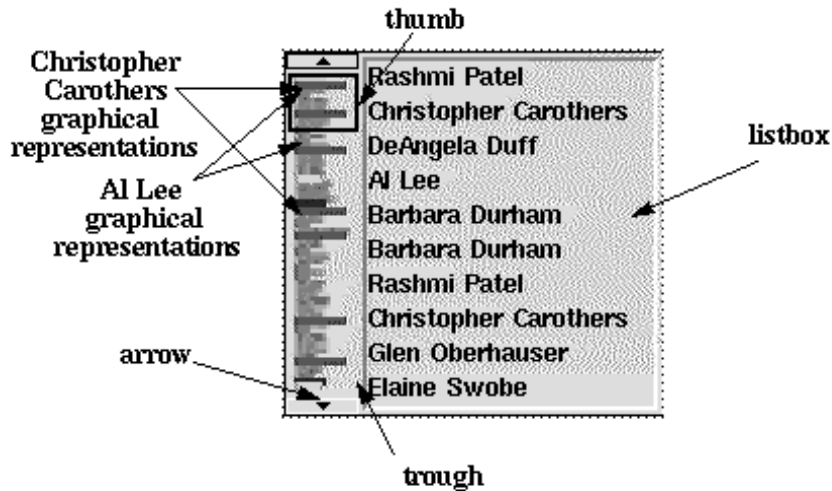 thumb
Christopher
Carothers
graphical
representations
Al Lee
graphical
representations
arrow
Rashmi Patel
Christopher Carothers
DeAngela Duff
Al Lee
Barbara Durham
Barbara Durham
Rashmi Patel
Christopher Carothers
Glen Oberhauser
Elaine Swobe
listbox
trough